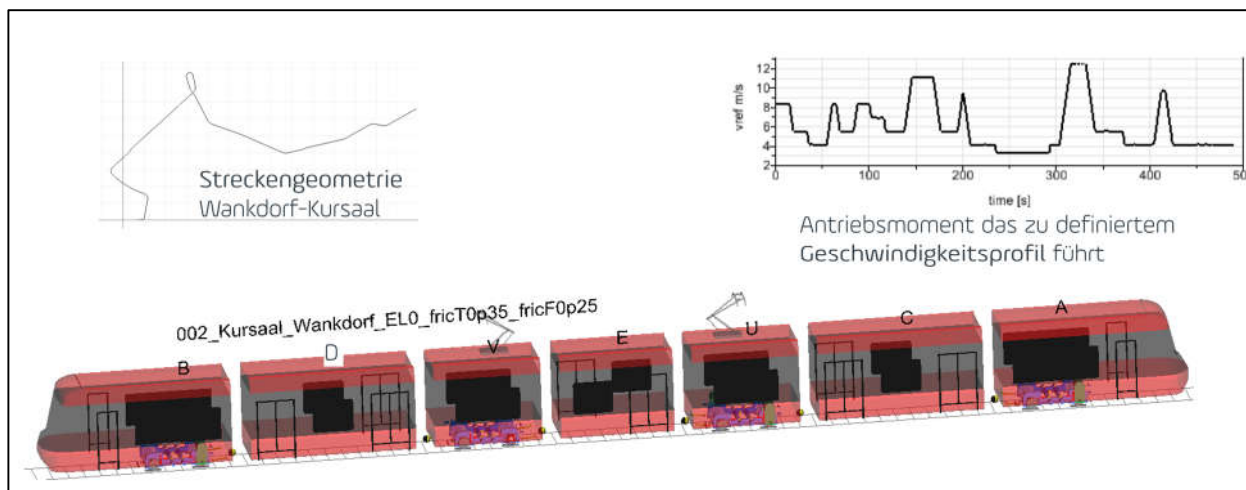 Streckengeometrie
Wankdorf-Kursaal
vref m/s
12
10
8
6
4
2
0 100 200 300 400 500
time [s]
Antriebsmoment das zu definiertem
Geschwindigkeitsprofil führt
002_Kursaal_Wankdorf_EL0_fricT0p35_fricF0p25
B D V E U C A